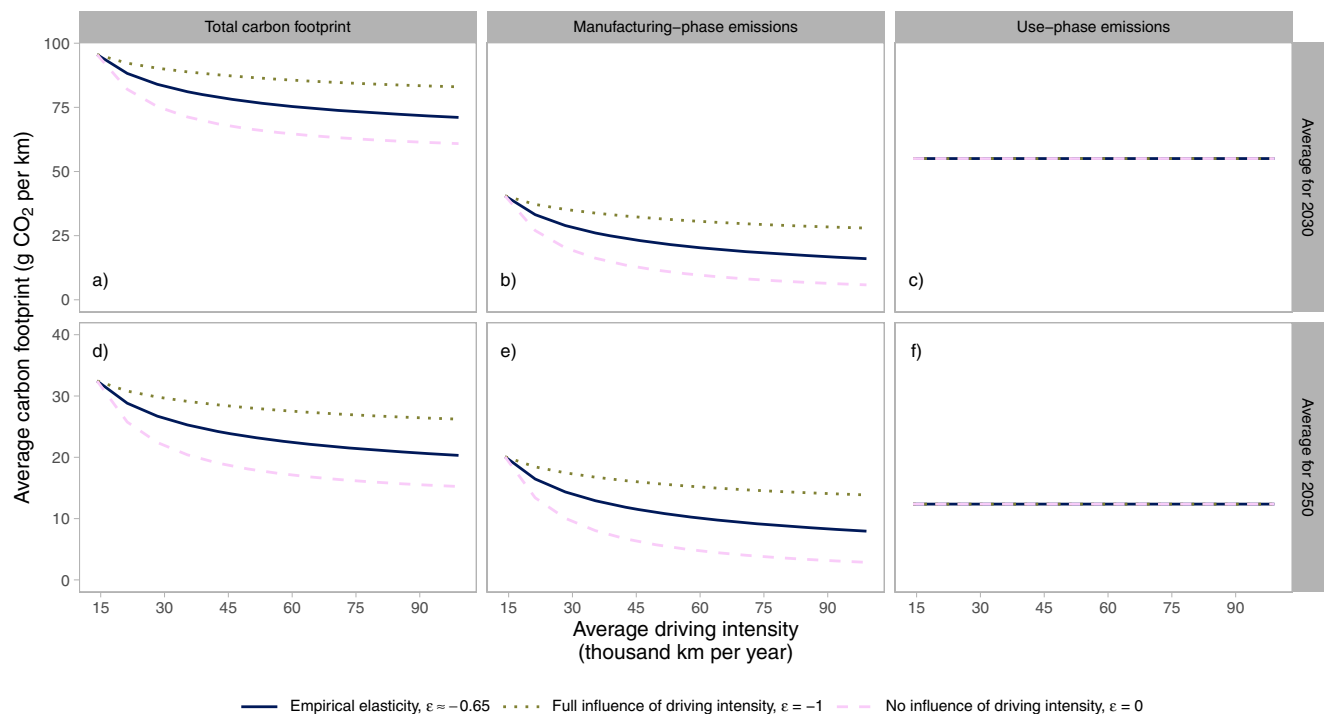 Total carbon footprint
Manufacturing–phase emissions
Use–phase emissions
Average carbon footprint (g CO₂ per km)
100
75
50
25
0
a)
b)
c)
Average for 2030
40
30
20
10
0
d)
e)
f)
Average for 2050
15 30 45 60 75 90
15 30 45 60 75 90
15 30 45 60 75 90
Average driving intensity
(thousand km per year)
Empirical elasticity, ε ≈ −0.65
Full influence of driving intensity, ε = −1
No influence of driving intensity, ε = 0